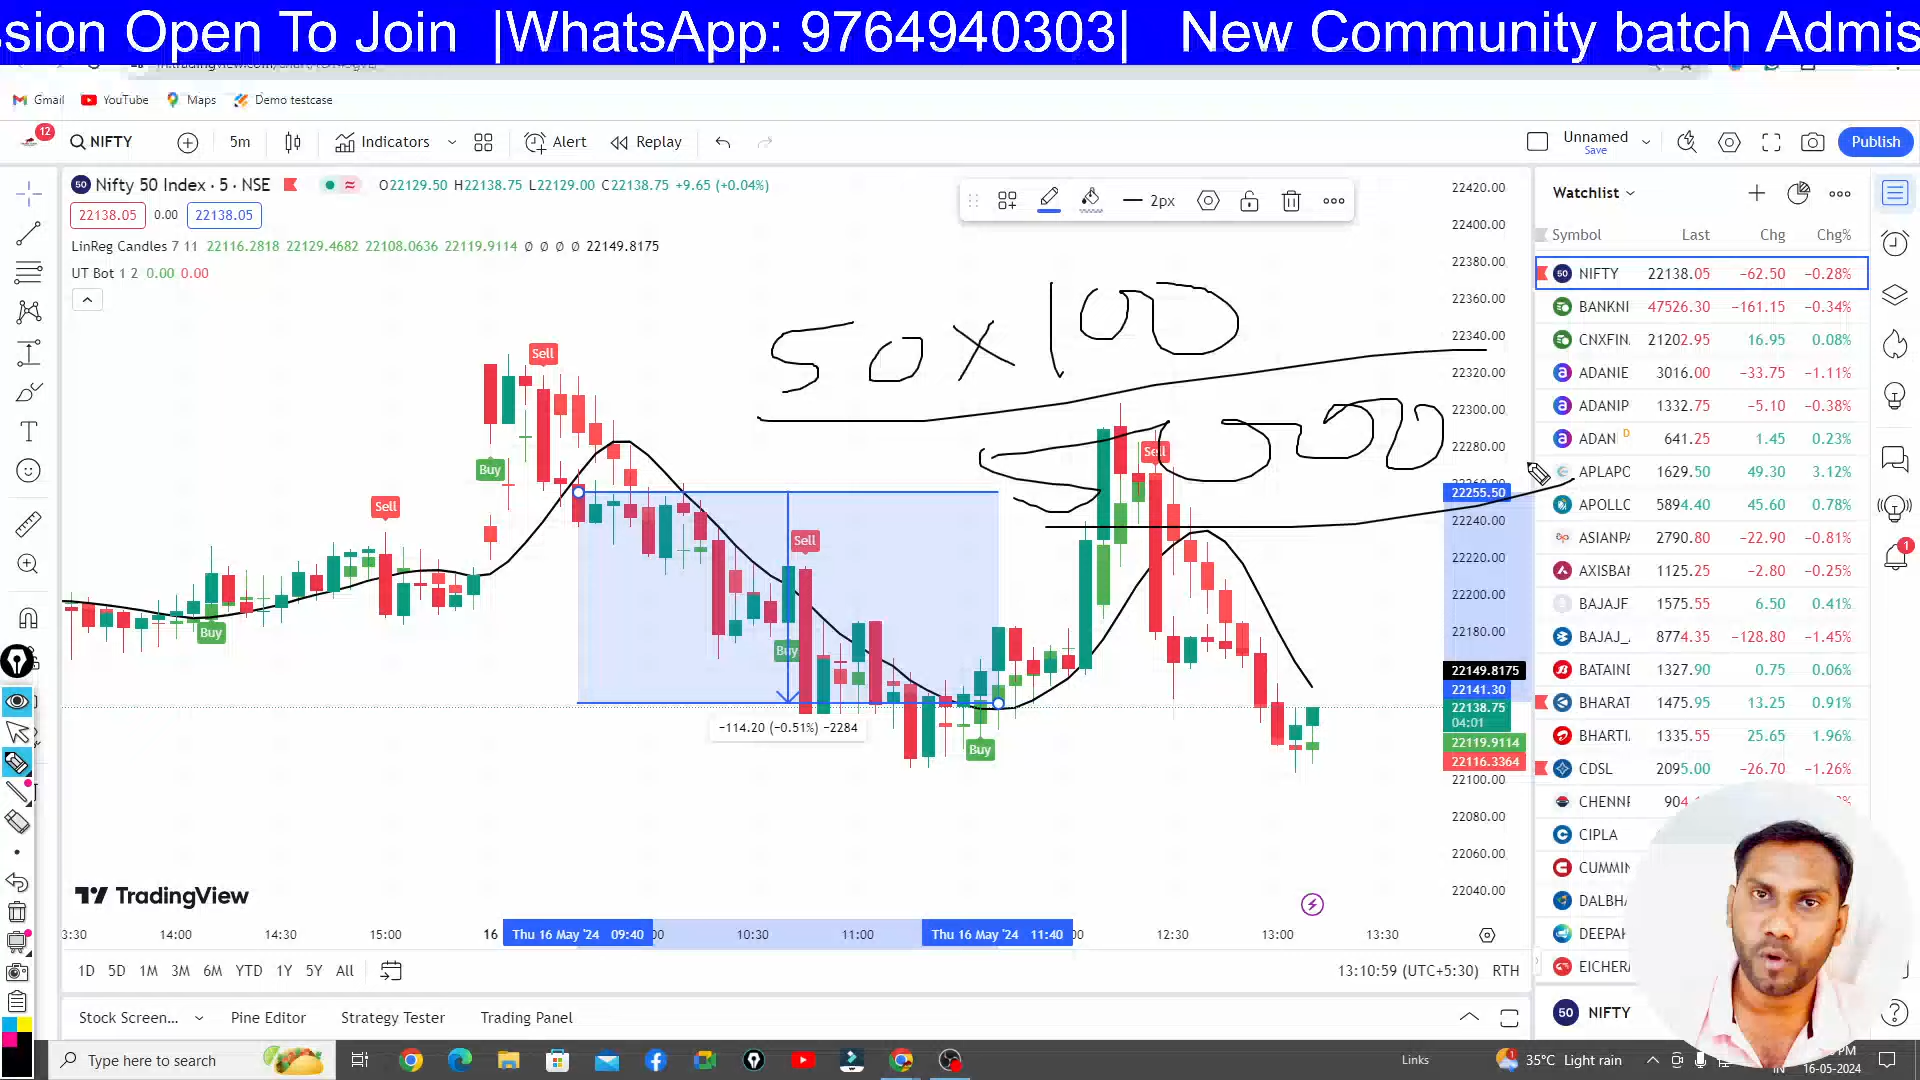 ssion Open To Join |WhatsApp: 9764940303| New Community batch Admis
Gmail YouTube Maps Demo testcase
12
NIFTY 5m Indicators Alert Replay Unnamed Save Publish
50 Nifty 50 Index · 5 · NSE O22129.50 H22138.75 L22129.00 C22138.75 +9.65 (+0.04%)
22138.05 0.00 22138.05
2px
LinReg Candles 7 11 22116.2818 22129.4682 22108.0636 22119.9114 ∅ ∅ ∅ ∅ 22149.8175
UT Bot 1 2 0.00 0.00
50 x 100
5000
Sell
Buy
Sell
Buy
Sell
Buy
Buy
Sell
−114.20 (−0.51%) −2284
22420.00
22400.00
22380.00
22360.00
22340.00
22320.00
22300.00
22280.00
22255.50
22240.00
22220.00
22200.00
22180.00
22149.8175
22141.30
22138.75
04:01
22119.9114
22116.3364
22100.00
22080.00
22060.00
22040.00
Watchlist
Symbol Last Chg Chg%
50 NIFTY 22138.05 −62.50 −0.28%
BANKNI 47526.30 −161.15 −0.34%
CNXFIN 21202.95 16.95 0.08%
ADANIE 3016.00 −33.75 −1.11%
ADANIP 1332.75 −5.10 −0.38%
ADAN D 641.25 1.45 0.23%
APLAPO 1629.50 49.30 3.12%
APOLLO 5894.40 45.60 0.78%
ASIANPA 2790.80 −22.90 −0.81%
AXISBAN 1125.25 −2.80 −0.25%
BAJAJF 1575.55 6.50 0.41%
BAJAJ_ 8774.35 −128.80 −1.45%
BATAIND 1327.90 0.75 0.06%
BHARAT 1475.95 13.25 0.91%
BHARTI 1335.55 25.65 1.96%
CDSL 2095.00 −26.70 −1.26%
CHENNP 904
CIPLA
CUMMIN
DALBHA
DEEPAK
EICHERI
50 NIFTY
1
TradingView
3:30 14:00 14:30 15:00 16 Thu 16 May '24 09:40 10:30 11:00 Thu 16 May '24 11:40 12:30 13:00 13:30
1D 5D 1M 3M 6M YTD 1Y 5Y All 13:10:59 (UTC+5:30) RTH
Stock Screen... Pine Editor Strategy Tester Trading Panel
Type here to search Links 35°C Light rain PM
16-05-2024